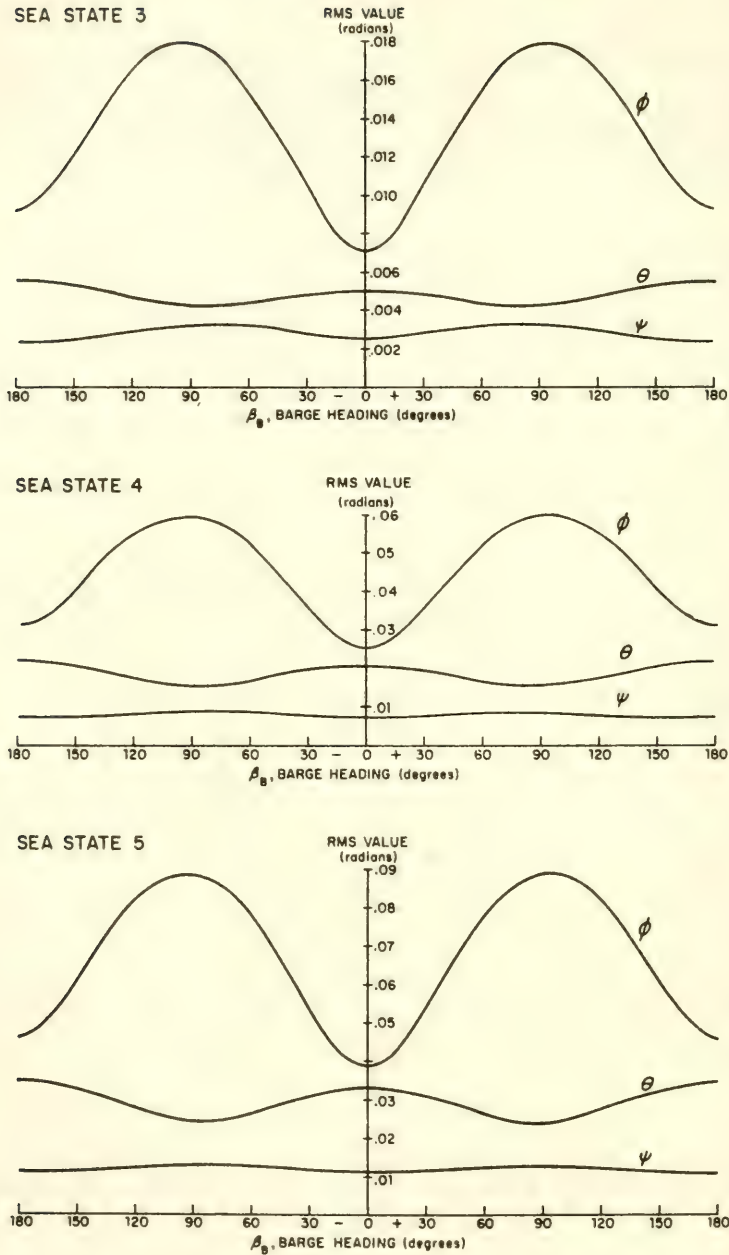 SEA STATE 3
RMS VALUE
(radians)
.018
.016
.014
.012
.010
.006
.004
.002
ϕ
θ
ψ
180 150 120 90 60 30 − 0 + 30 60 90 120 150 180
β_B, BARGE HEADING (degrees)
SEA STATE 4
RMS VALUE
(radians)
.06
.05
.04
.03
.01
ϕ
θ
ψ
180 150 120 90 60 30 − 0 + 30 60 90 120 150 180
β_B, BARGE HEADING (degrees)
SEA STATE 5
RMS VALUE
(radians)
.09
.08
.07
.06
.05
.03
.02
.01
ϕ
θ
ψ
180 150 120 90 60 30 − 0 + 30 60 90 120 150 180
β_B, BARGE HEADING (degrees)